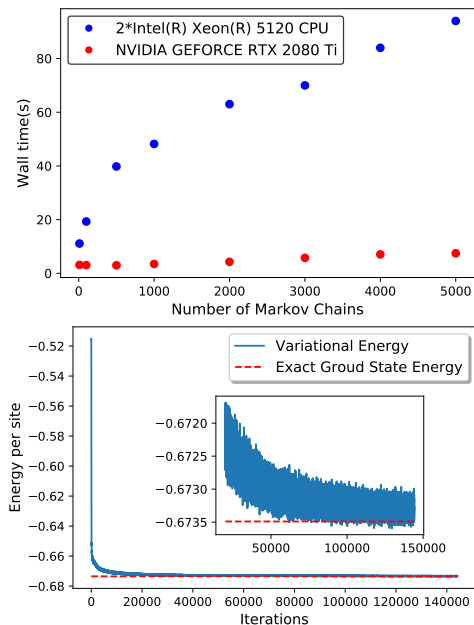 2*Intel(R) Xeon(R) 5120 CPU
NVIDIA GEFORCE RTX 2080 Ti
Wall time(s)
80
60
40
20
0
0 1000 2000 3000 4000 5000
Number of Markov Chains
Variational Energy
Exact Groud State Energy
Energy per site
−0.52
−0.54
−0.56
−0.58
−0.60
−0.62
−0.64
−0.66
−0.68
−0.6720
−0.6725
−0.6730
−0.6735
50000 100000 150000
0 20000 40000 60000 80000 100000 120000 140000
Iterations